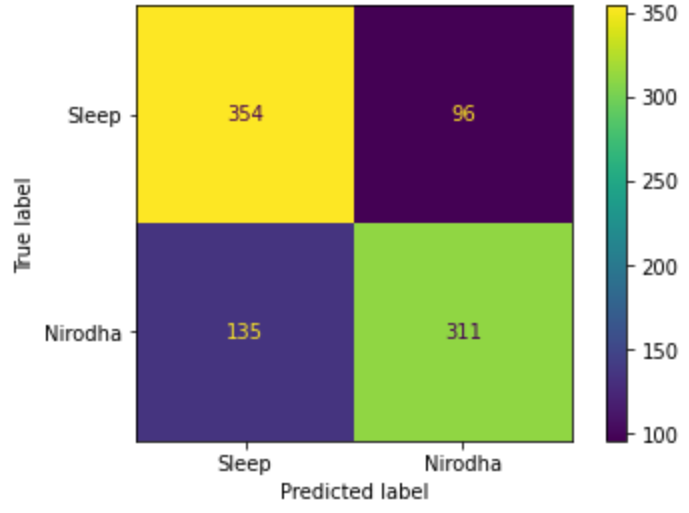 Sleep
354
96
Nirodha
135
311
Sleep
Nirodha
Predicted label
True label
350
300
250
200
150
100